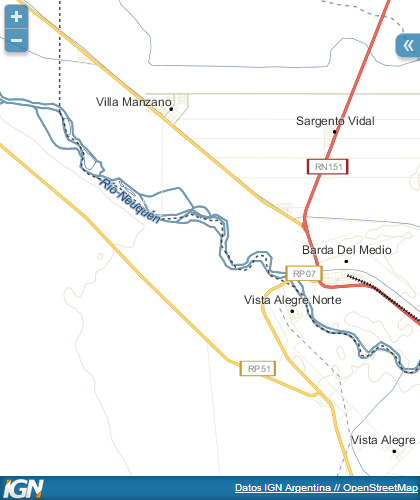 +
−
«
Villa Manzano
Sargento Vidal
RN151
Río Neuquén
Barda Del Medio
RP07
Vista Alegre Norte
RP51
Vista Alegre
IGN
Datos IGN Argentina // OpenStreetMap